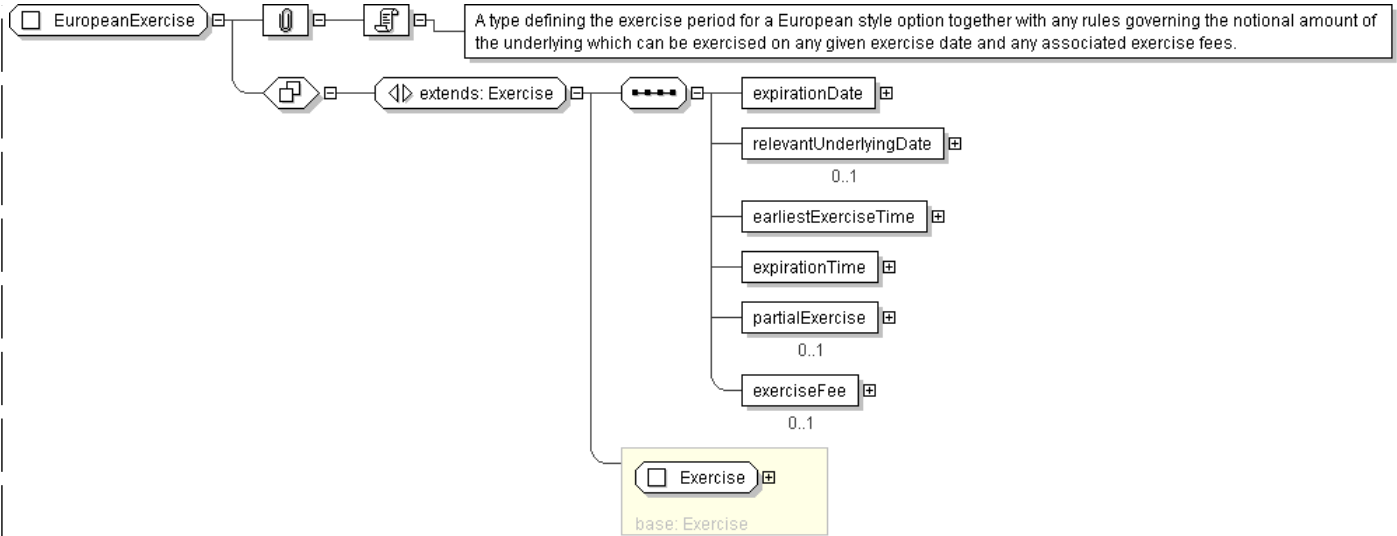 EuropeanExercise
A type defining the exercise period for a European style option together with any rules governing the notional amount of
the underlying which can be exercised on any given exercise date and any associated exercise fees.
extends: Exercise
expirationDate
relevantUnderlyingDate
0..1
earliestExerciseTime
expirationTime
partialExercise
0..1
exerciseFee
0..1
Exercise
base: Exercise